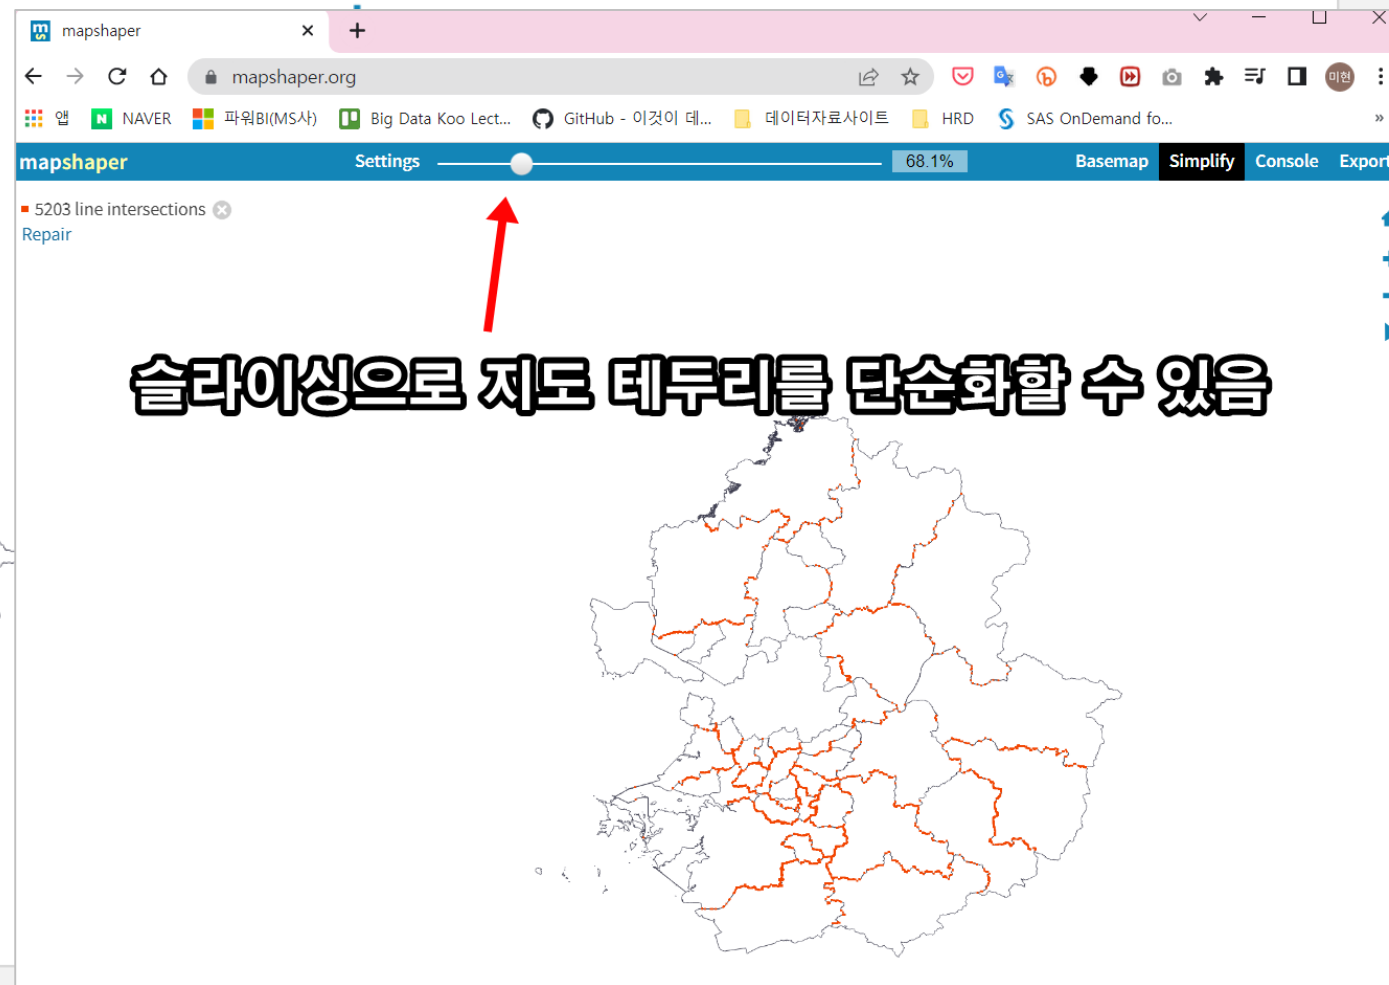 mapshaper
mapshaper.org
미현
앱
NAVER
파워BI(MS사)
Big Data Koo Lect...
GitHub - 이것이 데...
데이터자료사이트
HRD
SAS OnDemand fo...
»
mapshaper
Settings
68.1%
Basemap
Simplify
Console
Export
5203 line intersections
Repair
슬라이싱으로 지도 테두리를 단순화할 수 있음